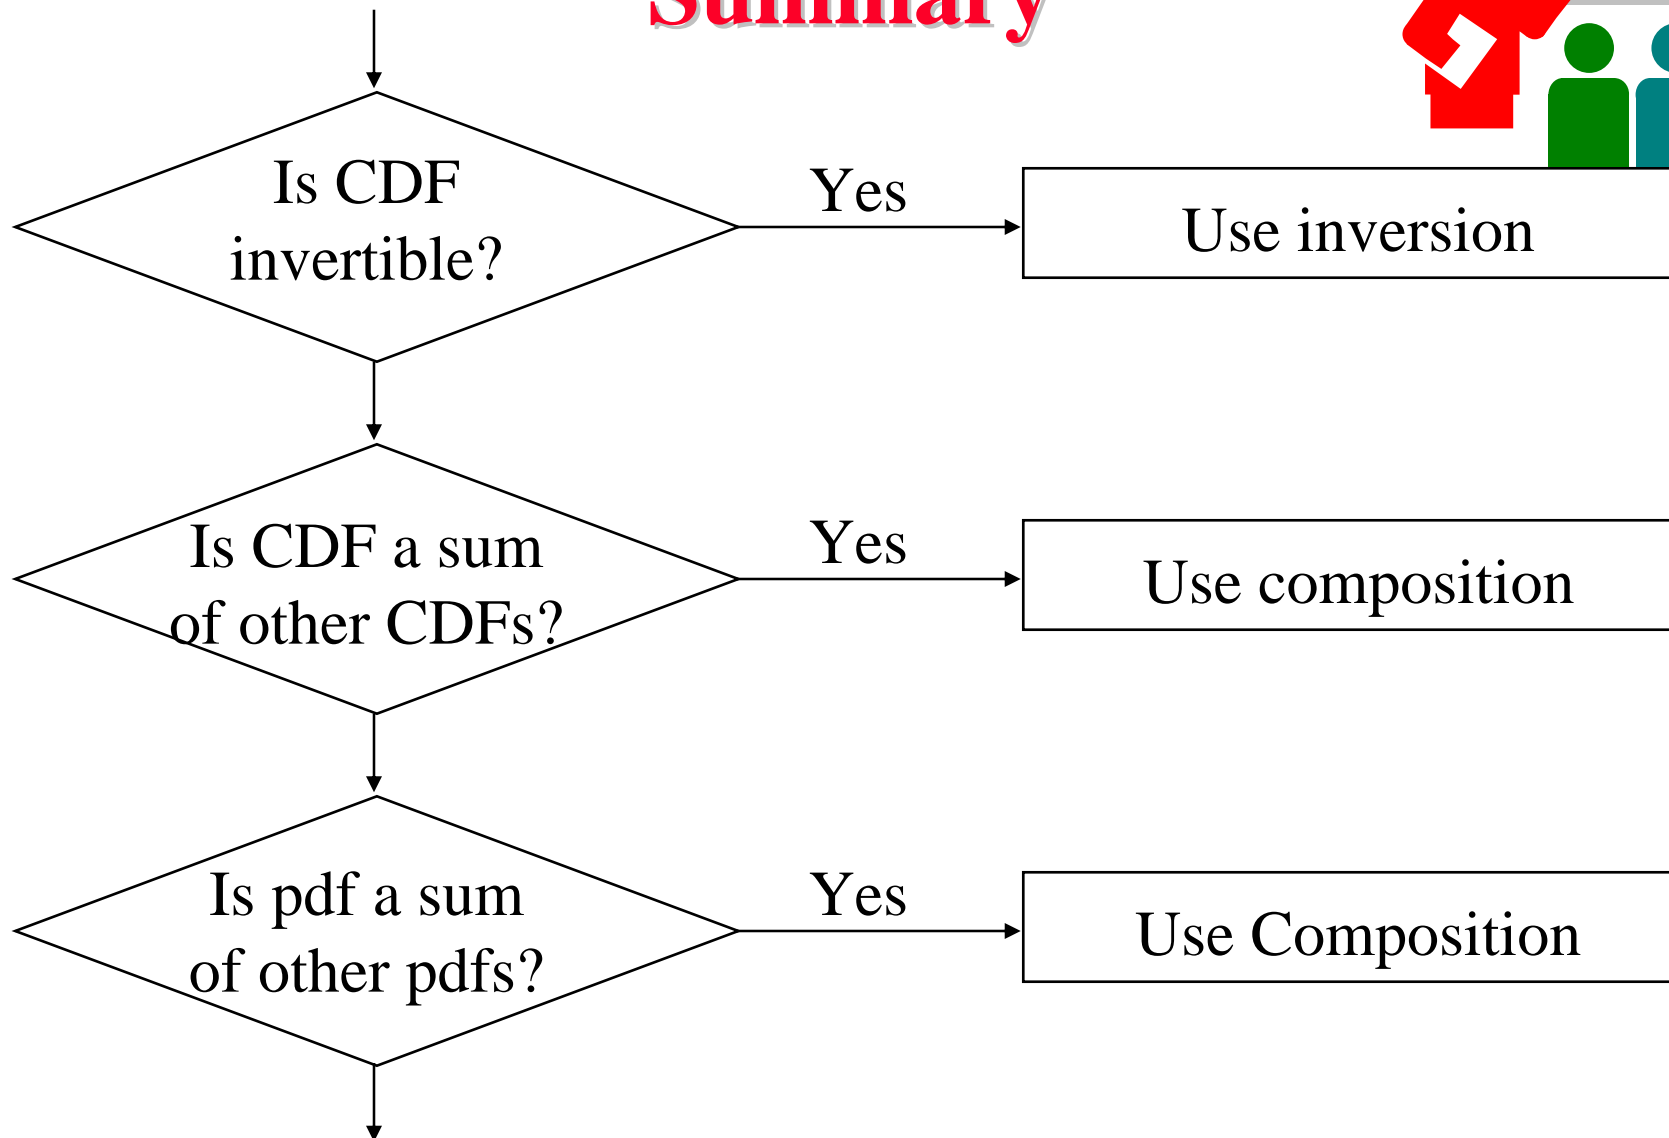 Summary
Is CDF
invertible?
Yes
Use inversion
Is CDF a sum
of other CDFs?
Yes
Use composition
Is pdf a sum
of other pdfs?
Yes
Use Composition